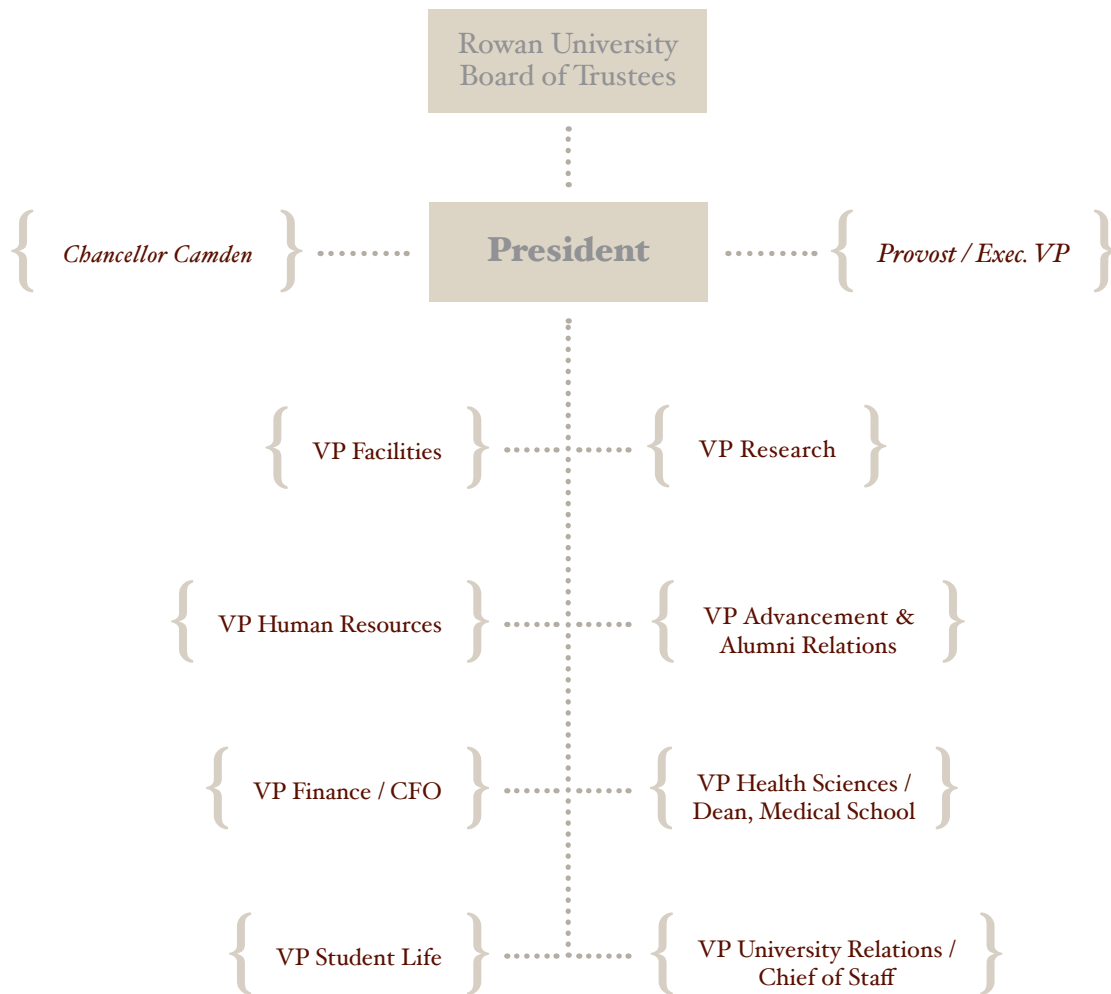 Rowan University
Board of Trustees
Chancellor Camden
President
Provost / Exec. VP
VP Facilities
VP Research
VP Human Resources
VP Advancement &
Alumni Relations
VP Finance / CFO
VP Health Sciences /
Dean, Medical School
VP Student Life
VP University Relations /
Chief of Staff